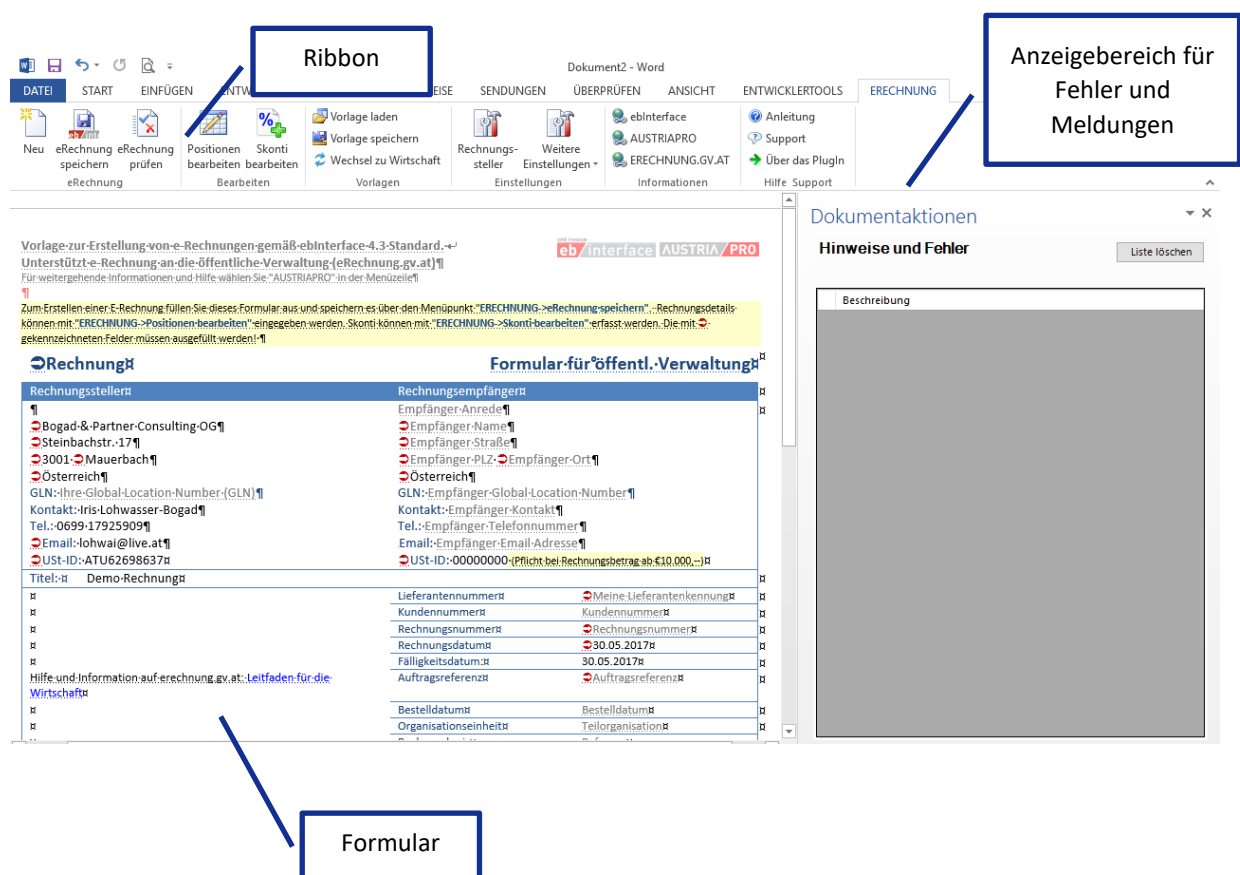 Ribbon
Anzeigebereich für
Fehler und
Meldungen
Dokument2 - Word
DATEI START EINFÜGEN SENDUNGEN ÜBERPRÜFEN ANSICHT ENTWICKLERTOOLS ERECHNUNG
Neu
eRechnung speichern
eRechnung prüfen
eRechnung
Positionen bearbeiten
Skonti bearbeiten
Bearbeiten
Vorlage laden
Vorlage speichern
Wechsel zu Wirtschaft
Vorlagen
Rechnungs-
steller
Weitere
Einstellungen
Einstellungen
ebInterface
AUSTRIAPRO
ERECHNUNG.GV.AT
Informationen
Anleitung
Support
Über das PlugIn
Hilfe Support
Vorlage·zur·Erstellung·von·e-Rechnungen·gemäß·ebInterface·4.3·Standard.·↵
Unterstützt·e-Rechnung·an·die·öffentliche·Verwaltung·(eRechnung.gv.at)¶
Für·weitergehende·Informationen·und·Hilfe·wählen·Sie·"AUSTRIAPRO"·in·der·Menüzeile¶
¶
eb/interface AUSTRIA/PRO
Zum·Erstellen·einer·E-Rechnung·füllen·Sie·dieses·Formular·aus·und·speichern·es·über·den·Menüpunkt·"ERECHNUNG->eRechnung·speichern".··Rechnungsdetails·
können·mit·"ERECHNUNG->Positionen·bearbeiten"·eingegeben·werden.·Skonti·können·mit·"ERECHNUNG->Skonti·bearbeiten"·erfasst·werden.·Die·mit·➲·
gekennzeichneten·Felder·müssen·ausgefüllt·werden!·¶
➲Rechnung¤ Formular·für°öffentl.·Verwaltung¤
Rechnungssteller¤ Rechnungsempfänger¤
¶ Empfänger·Anrede¶
➲Bogad·&·Partner·Consulting·OG¶ ➲Empfänger·Name¶
➲Steinbachstr.·17¶ ➲Empfänger·Straße¶
➲3001·➲Mauerbach¶ ➲Empfänger·PLZ·➲Empfänger·Ort¶
➲Österreich¶ ➲Österreich¶
GLN:·Ihre·Global·Location·Number·(GLN)¶ GLN:·Empfänger·Global·Location·Number¶
Kontakt:·Iris·Lohwasser-Bogad¶ Kontakt:·Empfänger·Kontakt¶
Tel.:·0699·17925909¶ Tel.:·Empfänger·Telefonnummer¶
➲Email:·lohwai@live.at¶ Email:·Empfänger·Email·Adresse¶
➲USt-ID:·ATU62698637¤ ➲USt-ID:·00000000·(Pflicht·bei·Rechnungsbetrag·ab·€10.000,--)¤
Titel:·¤ Demo·Rechnung¤
Lieferantennummer¤ ➲Meine·Lieferantenkennung¤
Kundennummer¤ Kundennummer¤
Rechnungsnummer¤ ➲Rechnungsnummer¤
Rechnungsdatum¤ ➲30.05.2017¤
Fälligkeitsdatum:¤ 30.05.2017¤
Hilfe·und·Information·auf·erechnung.gv.at:·Leitfaden·für·die·
Wirtschaft¤
Auftragsreferenz¤ ➲Auftragsreferenz¤
Bestelldatum¤ Bestelldatum¤
Organisationseinheit¤ Teilorganisation¤
Dokumentaktionen
Hinweise und Fehler
Liste löschen
Beschreibung
Formular